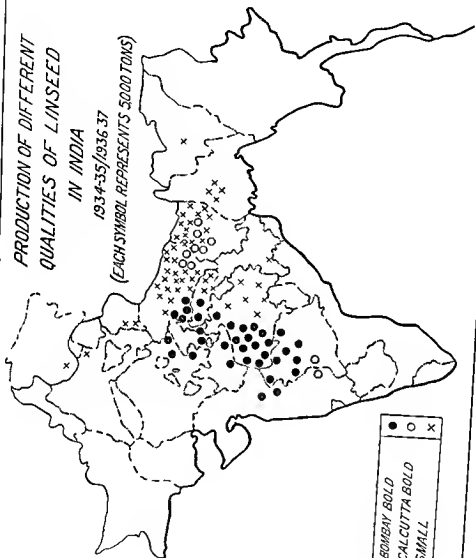 PRODUCTION OF DIFFERENT
QUALITIES OF LINSEED
IN INDIA
1934-35/1936 37
(EACH SYMBOL REPRESENTS 5,000 TONS)
BOMBAY BOLD ●
CALCUTTA BOLD ○
SMALL ×